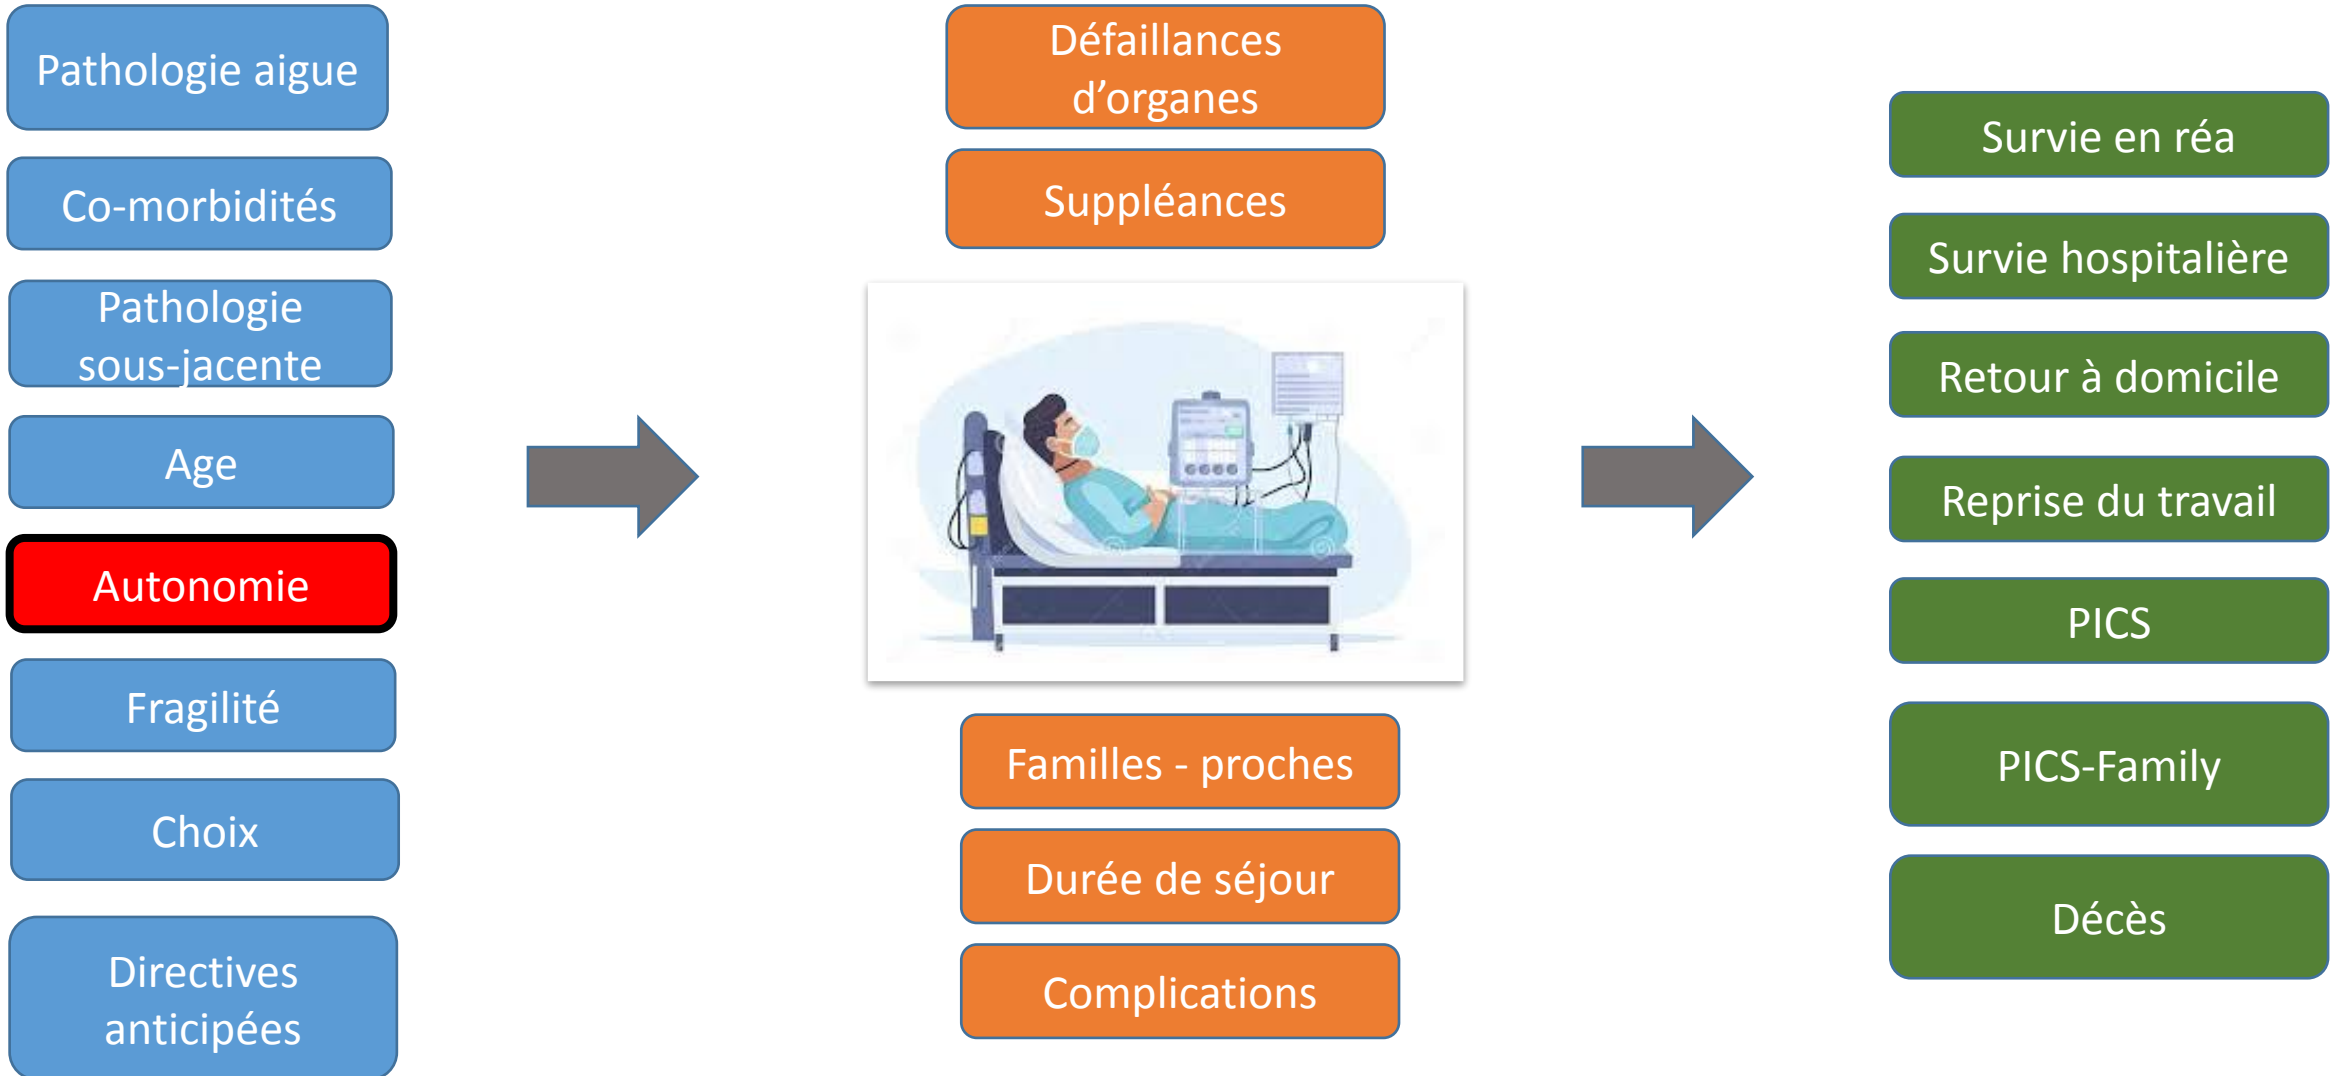 Pathologie aigue
Co-morbidités
Pathologie
sous-jacente
Age
Autonomie
Fragilité
Choix
Directives
anticipées
Défaillances
d’organes
Suppléances
Familles - proches
Durée de séjour
Complications
Survie en réa
Survie hospitalière
Retour à domicile
Reprise du travail
PICS
PICS-Family
Décès